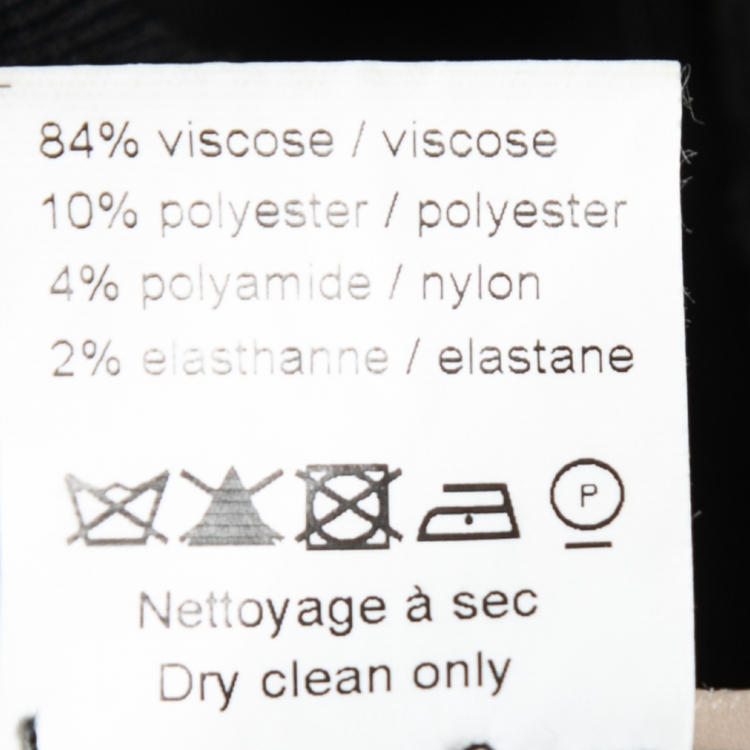 84% viscose / viscose
10% polyester / polyester
4% polyamide / nylon
2% elasthanne / elastane
P
Nettoyage à sec
Dry clean only